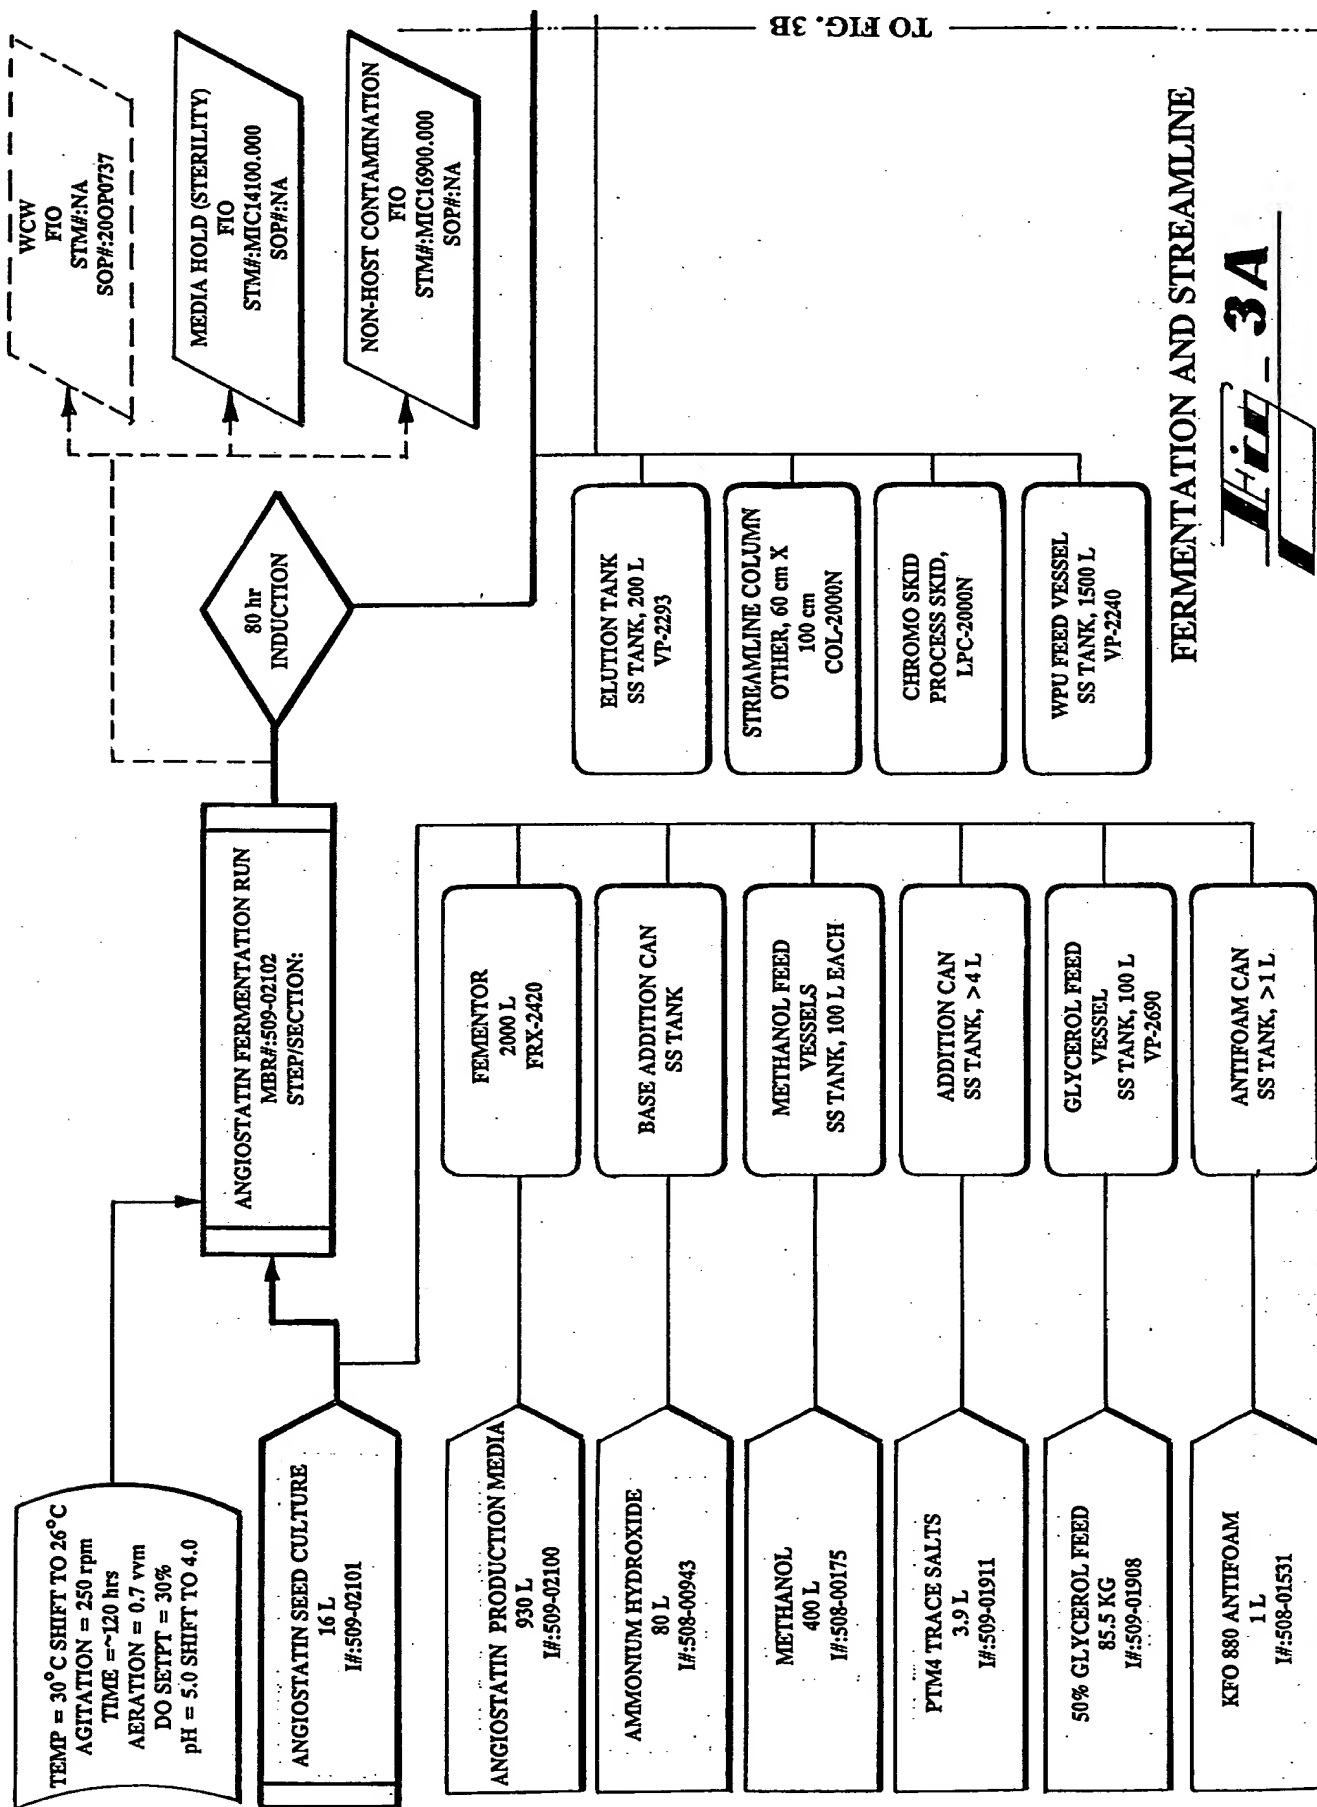 TEMP = 30°C SHIFT TO 26°C
AGITATION = 250 rpm
TIME =~120 hrs
AERATION = 0.7 vvm
DO SETPT = 30%
pH = 5.0 SHIFT TO 4.0
ANGIOSTATIN SEED CULTURE
16 L
I#:509-02101
ANGIOSTATIN PRODUCTION MEDIA
930 L
I#:509-02100
AMMONIUM HYDROXIDE
80 L
I#:508-00943
METHANOL
400 L
I#:508-00175
PTM4 TRACE SALTS
3.9 L
I#:509-01911
50% GLYCEROL FEED
85.5 KG
I#:509-01908
KFO 880 ANTIFOAM
1 L
I#:508-01531
ANGIOSTATIN FERMENTATION RUN
MBR#:509-02102
STEP/SECTION:
FEMENTOR
2000 L
FRX-2420
BASE ADDITION CAN
SS TANK
METHANOL FEED
VESSELS
SS TANK, 100 L EACH
ADDITION CAN
SS TANK, >4 L
GLYCEROL FEED
VESSEL
SS TANK, 100 L
VP-2690
ANTIFOAM CAN
SS TANK, >1 L
80 hr
INDUCTION
ELUTION TANK
SS TANK, 200 L
VP-2293
STREAMLINE COLUMN
OTHER, 60 cm X
100 cm
COL-2000N
CHROMO SKID
PROCESS SKID,
LPC-2000N
WPU FEED VESSEL
SS TANK, 1500 L
VP-2240
WCW
FIO
STM#:NA
SOP#:200P0737
MEDIA HOLD (STERILITY)
FIO
STM#:MIC14100.000
SOP#:NA
NON-HOST CONTAMINATION
FIO
STM#:MIC16900.000
SOP#:NA
TO FIG. 3B
FERMENTATION AND STREAMLINE
Fig_3A